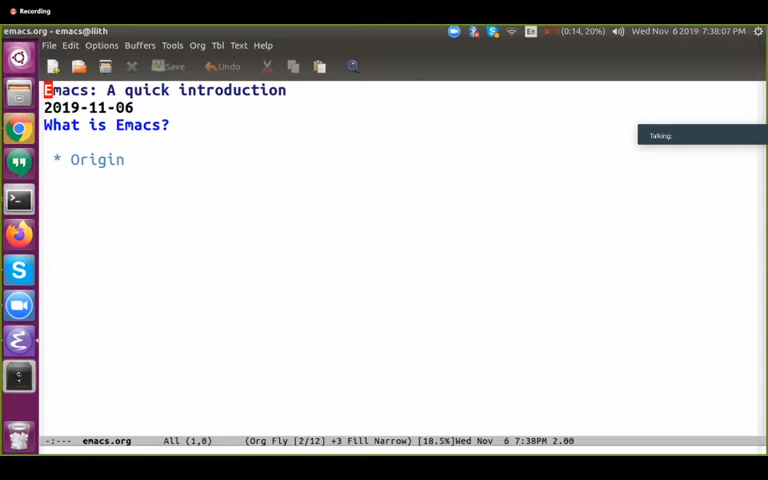 Recording
emacs.org - emacs@iiith
En
(0:14, 20%)
Wed Nov 6 2019 7:38:07 PM
File Edit Options Buffers Tools Org Tbl Text Help
Save
Undo
Emacs: A quick introduction
2019-11-06
What is Emacs?
Talking:
* Origin
-:--- emacs.org All (1,0) (Org Fly [2/12] +3 Fill Narrow) [18.5%]Wed Nov 6 7:38PM 2.00